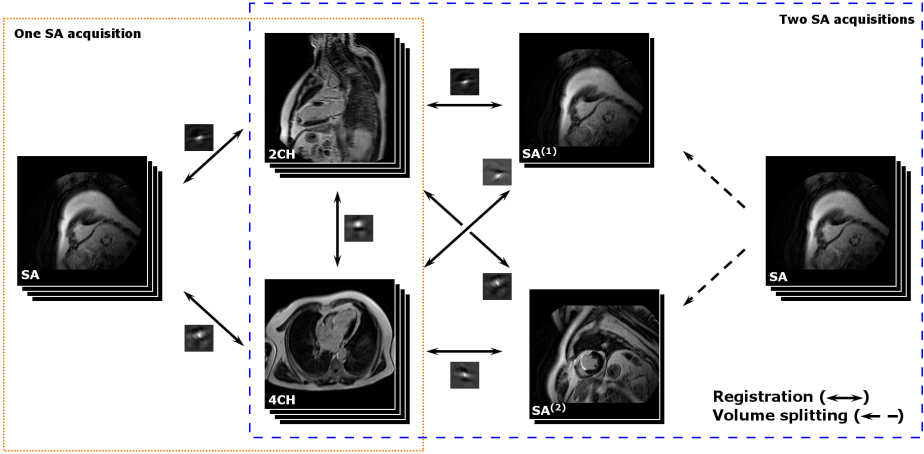 One SA acquisition
Two SA acquisitions
2CH
SA(1)
SA
SA
4CH
SA(2)
Registration (↔)
Volume splitting (← –)